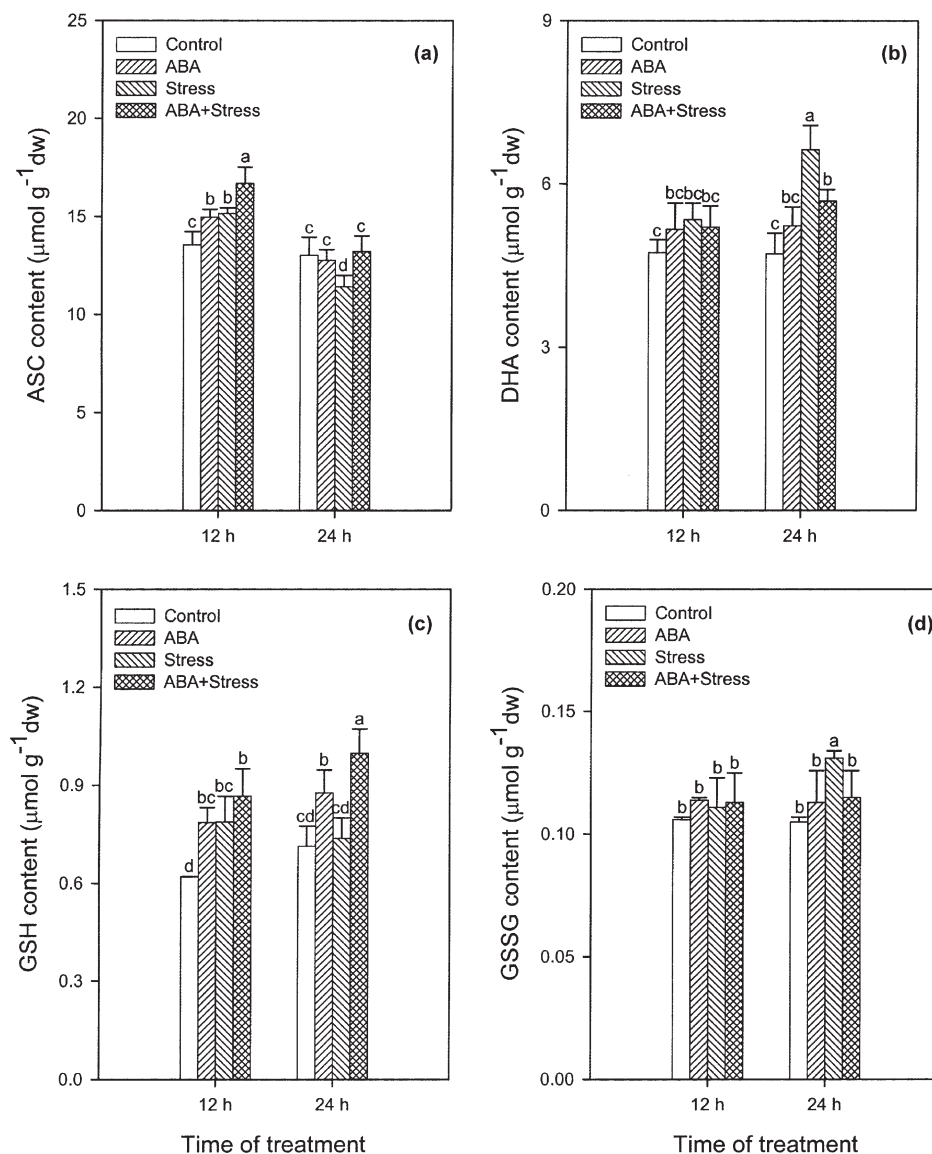 25
20
15
10
5
0
ASC content (μmol g⁻¹dw)
Control
ABA
Stress
ABA+Stress
(a)
c b b a
c c d c
12 h 24 h
9
6
3
0
DHA content (μmol g⁻¹dw)
Control
ABA
Stress
ABA+Stress
(b)
c bc bc bc
c bc a b
12 h 24 h
1.5
1.2
0.9
0.6
0.3
0.0
GSH content (μmol g⁻¹dw)
Control
ABA
Stress
ABA+Stress
(c)
d bc bc b
cd b cd a
12 h 24 h
Time of treatment
0.20
0.15
0.10
0.05
0.00
GSSG content (μmol g⁻¹dw)
Control
ABA
Stress
ABA+Stress
(d)
b b b b
b b a b
12 h 24 h
Time of treatment